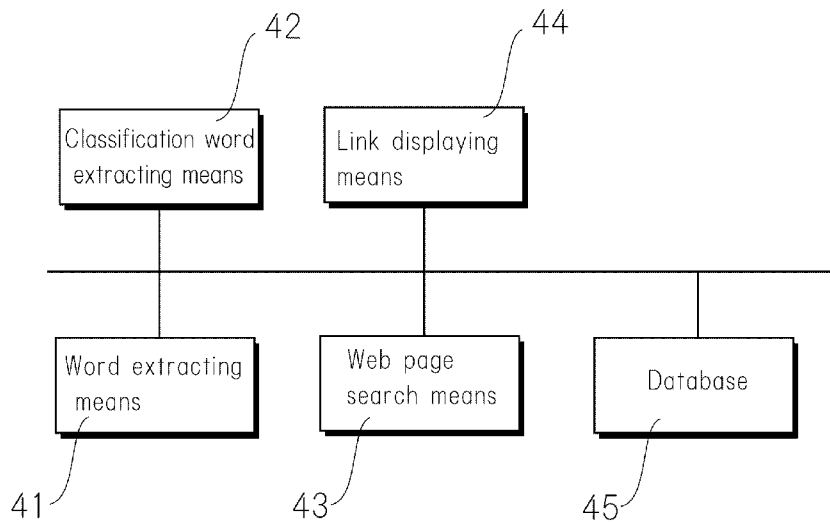 42
44
Classification word
extracting means
Link displaying
means
Word extracting
means
Web page
search means
Database
41
43
45